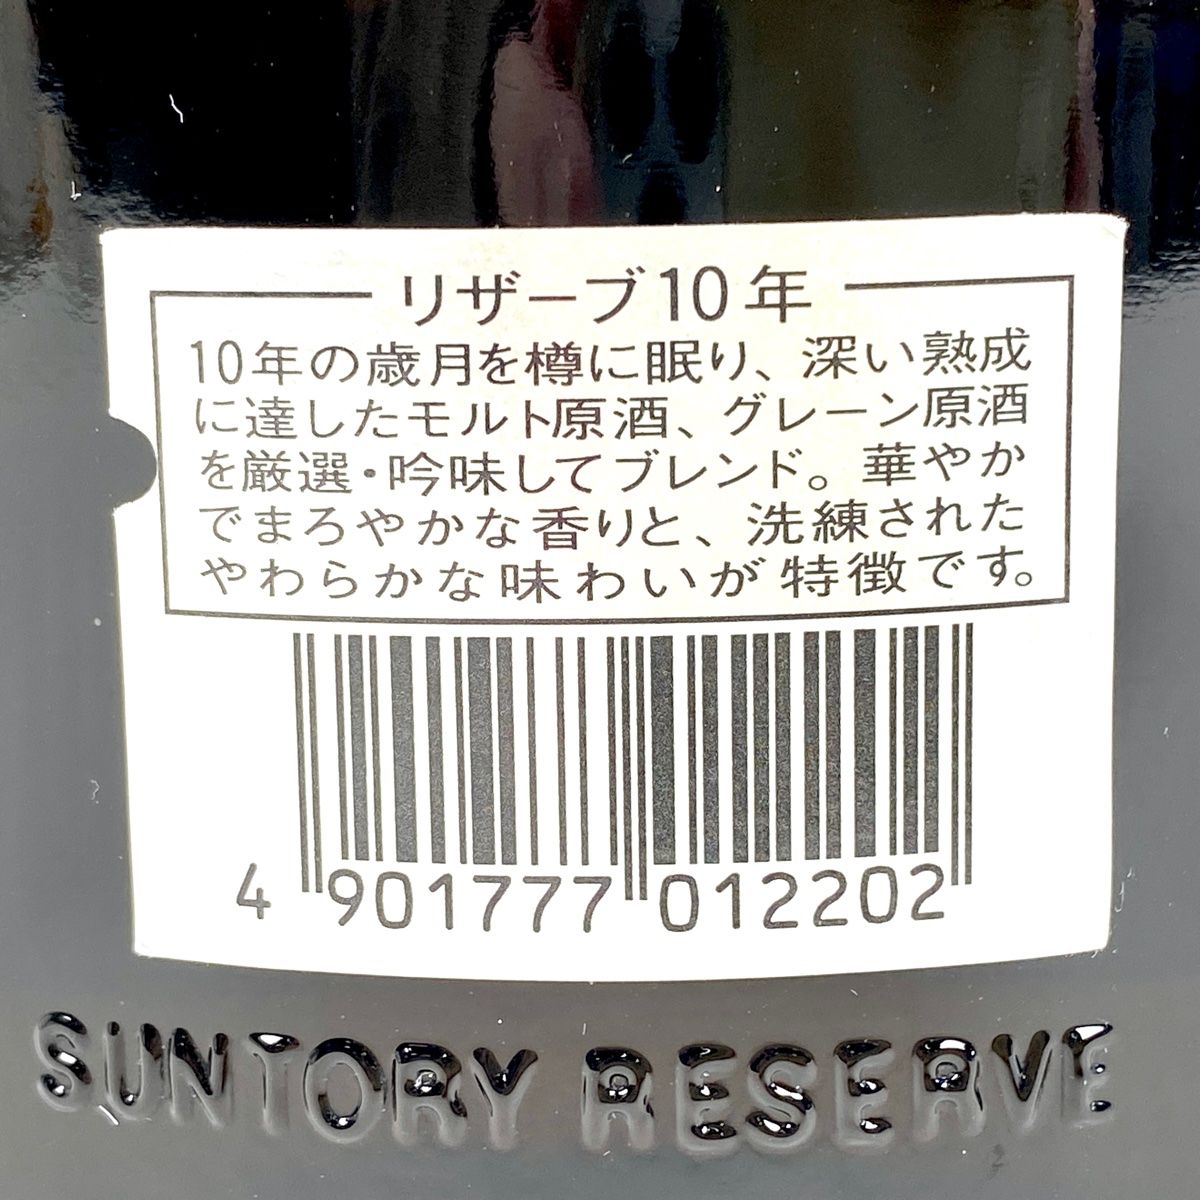 リザーブ10年
10年の歳月を樽に眠り、深い熟成
に達したモルト原酒、グレーン原酒
を厳選・吟味してブレンド。華やか
でまろやかな香りと、洗練された
やわらかな味わいが特徴です。
4 901777 012202
SUNTORY RESERVE